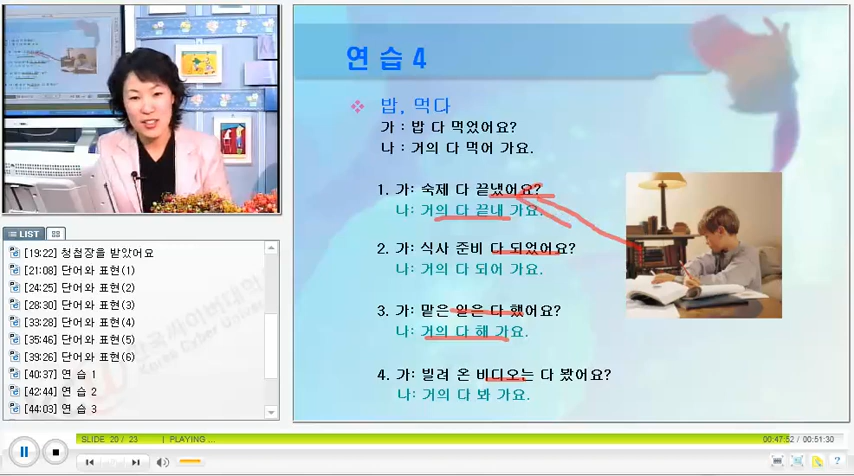 연 습 4
❖ 밥, 먹다
가 : 밥 다 먹었어요?
나 : 거의 다 먹어 가요.
1. 가: 숙제 다 끝냈어요?
나: 거의 다 끝내 가요.
2. 가: 식사 준비 다 되었어요?
나: 거의 다 되어 가요.
3. 가: 맡은 일은 다 했어요?
나: 거의 다 해 가요.
4. 가: 빌려 온 비디오는 다 봤어요?
나: 거의 다 봐 가요.
LIST
[19:22] 청첩장을 받았어요
[21:08] 단어와 표현(1)
[24:25] 단어와 표현(2)
[28:30] 단어와 표현(3)
[33:28] 단어와 표현(4)
[35:46] 단어와 표현(5)
[39:26] 단어와 표현(6)
[40:37] 연 습 1
[42:44] 연 습 2
[44:03] 연 습 3
SLIDE 20 / 23 | PLAYING ...
00:47:52 / 00:51:30